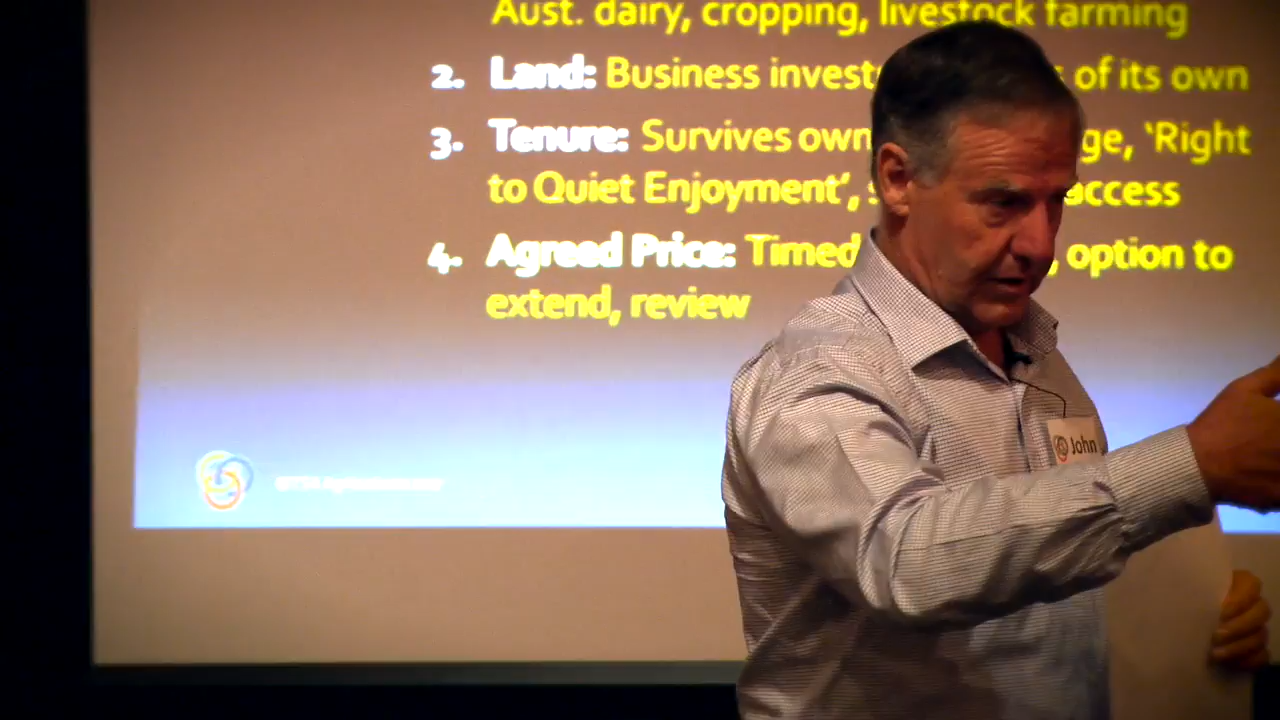 Aust. dairy, cropping, livestock farming
2. Land: Business invests of its own
3. Tenure: Survives own ge, 'Right
to Quiet Enjoyment', s access
4. Agreed Price: Timed , option to
extend, review
John